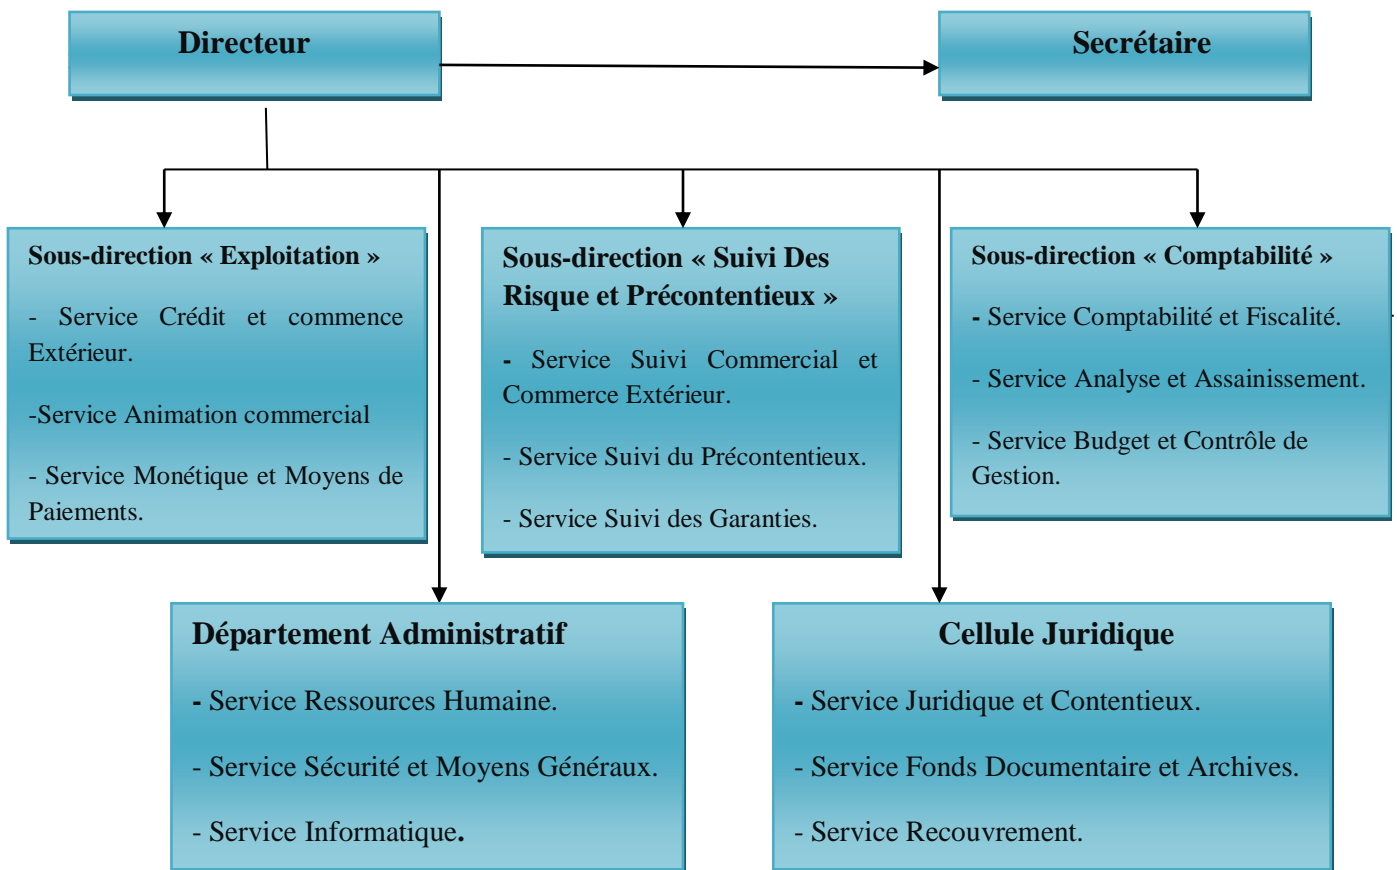 Directeur
Secrétaire
Sous-direction « Exploitation »
- Service Crédit et commence
Extérieur.
-Service Animation commercial
- Service Monétique et Moyens de
Paiements.
Sous-direction « Suivi Des
Risque et Précontentieux »
- Service Suivi Commercial et
Commerce Extérieur.
- Service Suivi du Précontentieux.
- Service Suivi des Garanties.
Sous-direction « Comptabilité »
- Service Comptabilité et Fiscalité.
- Service Analyse et Assainissement.
- Service Budget et Contrôle de
Gestion.
Département Administratif
- Service Ressources Humaine.
- Service Sécurité et Moyens Généraux.
- Service Informatique.
Cellule Juridique
- Service Juridique et Contentieux.
- Service Fonds Documentaire et Archives.
- Service Recouvrement.